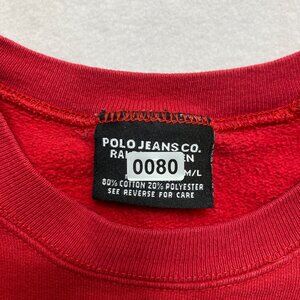 POLO JEANS CO.
0080
M/L
80% COTTON 20% POLYESTER
SEE REVERSE FOR CARE